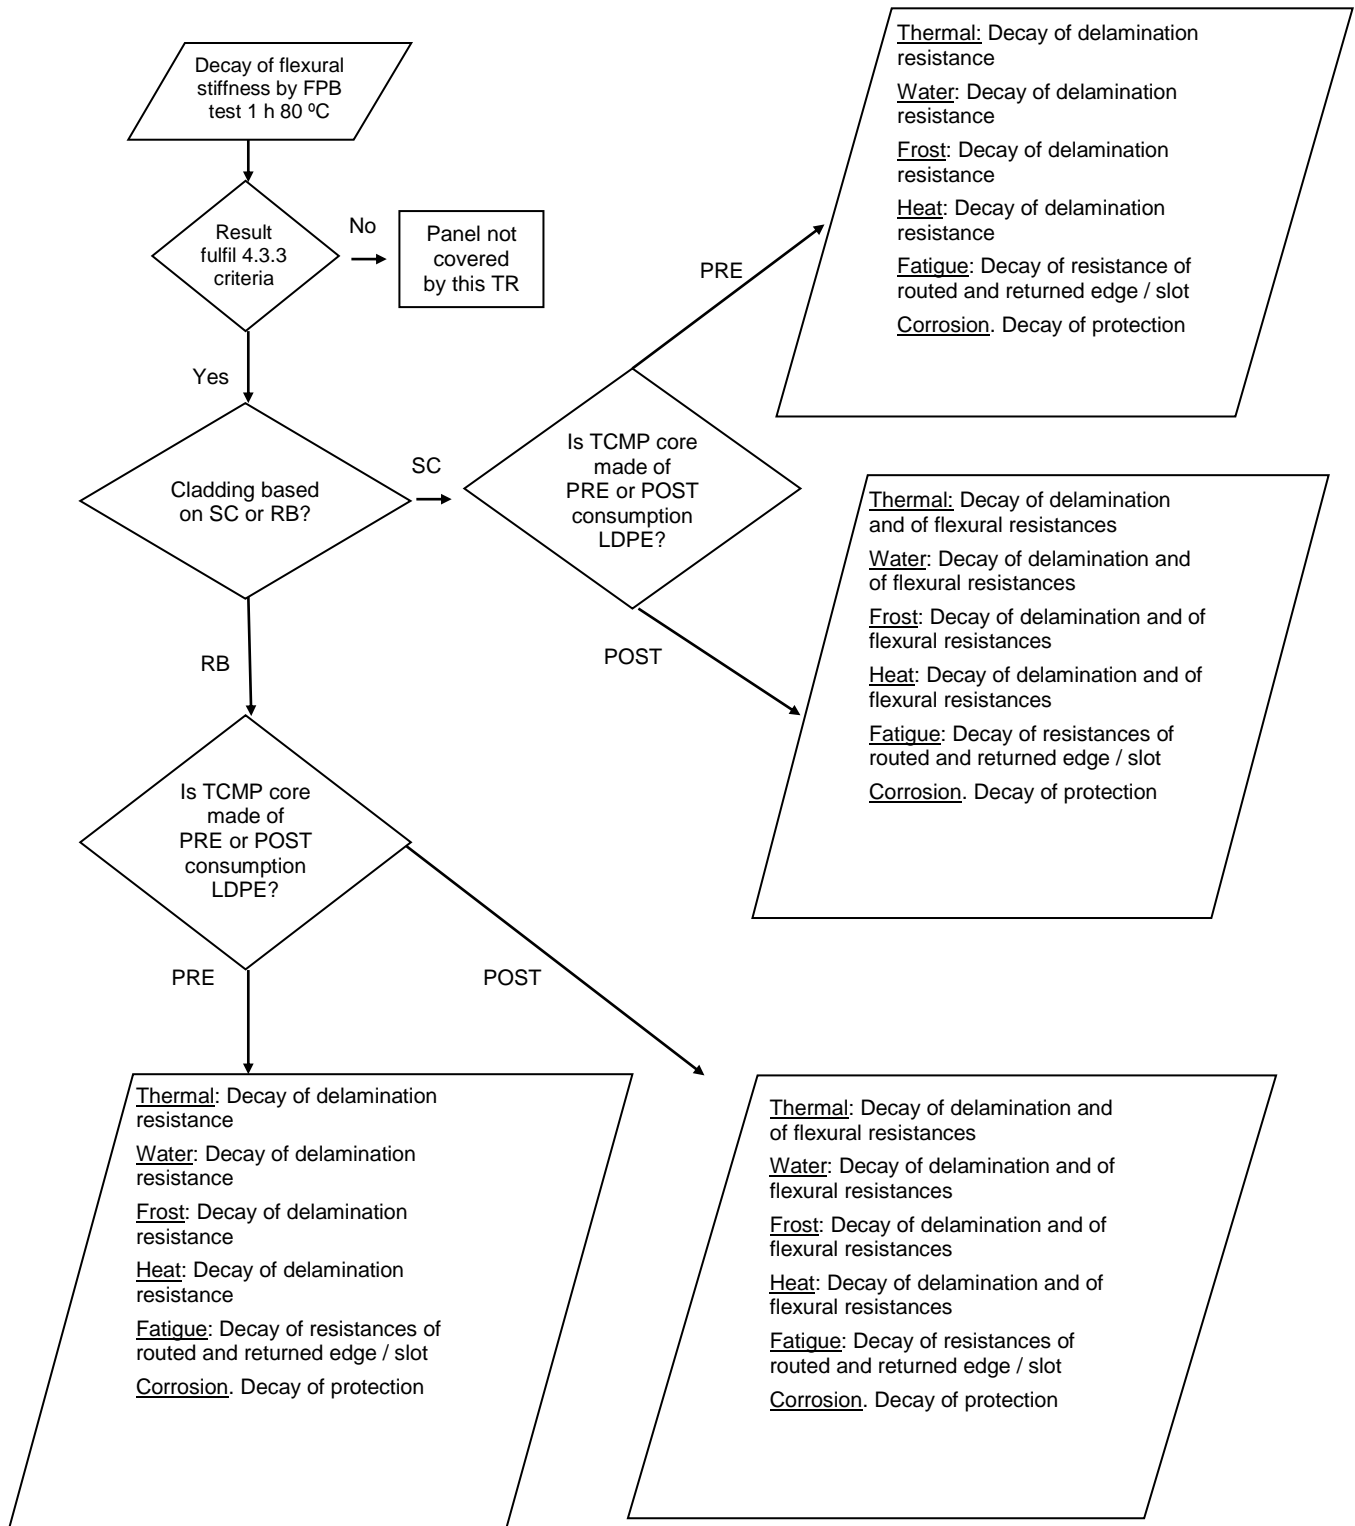 Decay of flexural
stiffness by FPB
test 1 h 80 ºC
Result
fulfil 4.3.3
criteria
No
Panel not
covered
by this TR
Yes
Cladding based
on SC or RB?
SC
Is TCMP core
made of
PRE or POST
consumption
LDPE?
PRE
Thermal: Decay of delamination
resistance
Water: Decay of delamination
resistance
Frost: Decay of delamination
resistance
Heat: Decay of delamination
resistance
Fatigue: Decay of resistance of
routed and returned edge / slot
Corrosion. Decay of protection
POST
Thermal: Decay of delamination
and of flexural resistances
Water: Decay of delamination and
of flexural resistances
Frost: Decay of delamination and of
flexural resistances
Heat: Decay of delamination and of
flexural resistances
Fatigue: Decay of resistances of
routed and returned edge / slot
Corrosion. Decay of protection
RB
Is TCMP core
made of
PRE or POST
consumption
LDPE?
PRE
POST
Thermal: Decay of delamination
resistance
Water: Decay of delamination
resistance
Frost: Decay of delamination
resistance
Heat: Decay of delamination
resistance
Fatigue: Decay of resistances of
routed and returned edge / slot
Corrosion. Decay of protection
Thermal: Decay of delamination and
of flexural resistances
Water: Decay of delamination and of
flexural resistances
Frost: Decay of delamination and of
flexural resistances
Heat: Decay of delamination and of
flexural resistances
Fatigue: Decay of resistances of
routed and returned edge / slot
Corrosion. Decay of protection